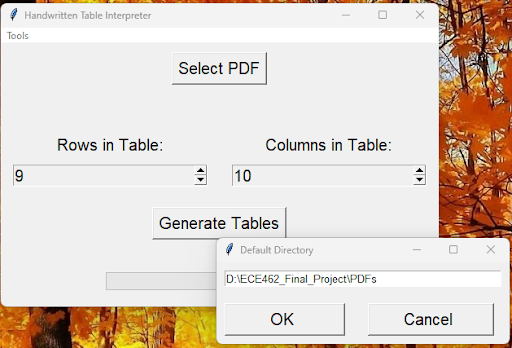 Handwritten Table Interpreter
Tools
Select PDF
Rows in Table: Columns in Table:
9 10
Generate Tables
Default Directory
D:\ECE462_Final_Project\PDFs
OK Cancel